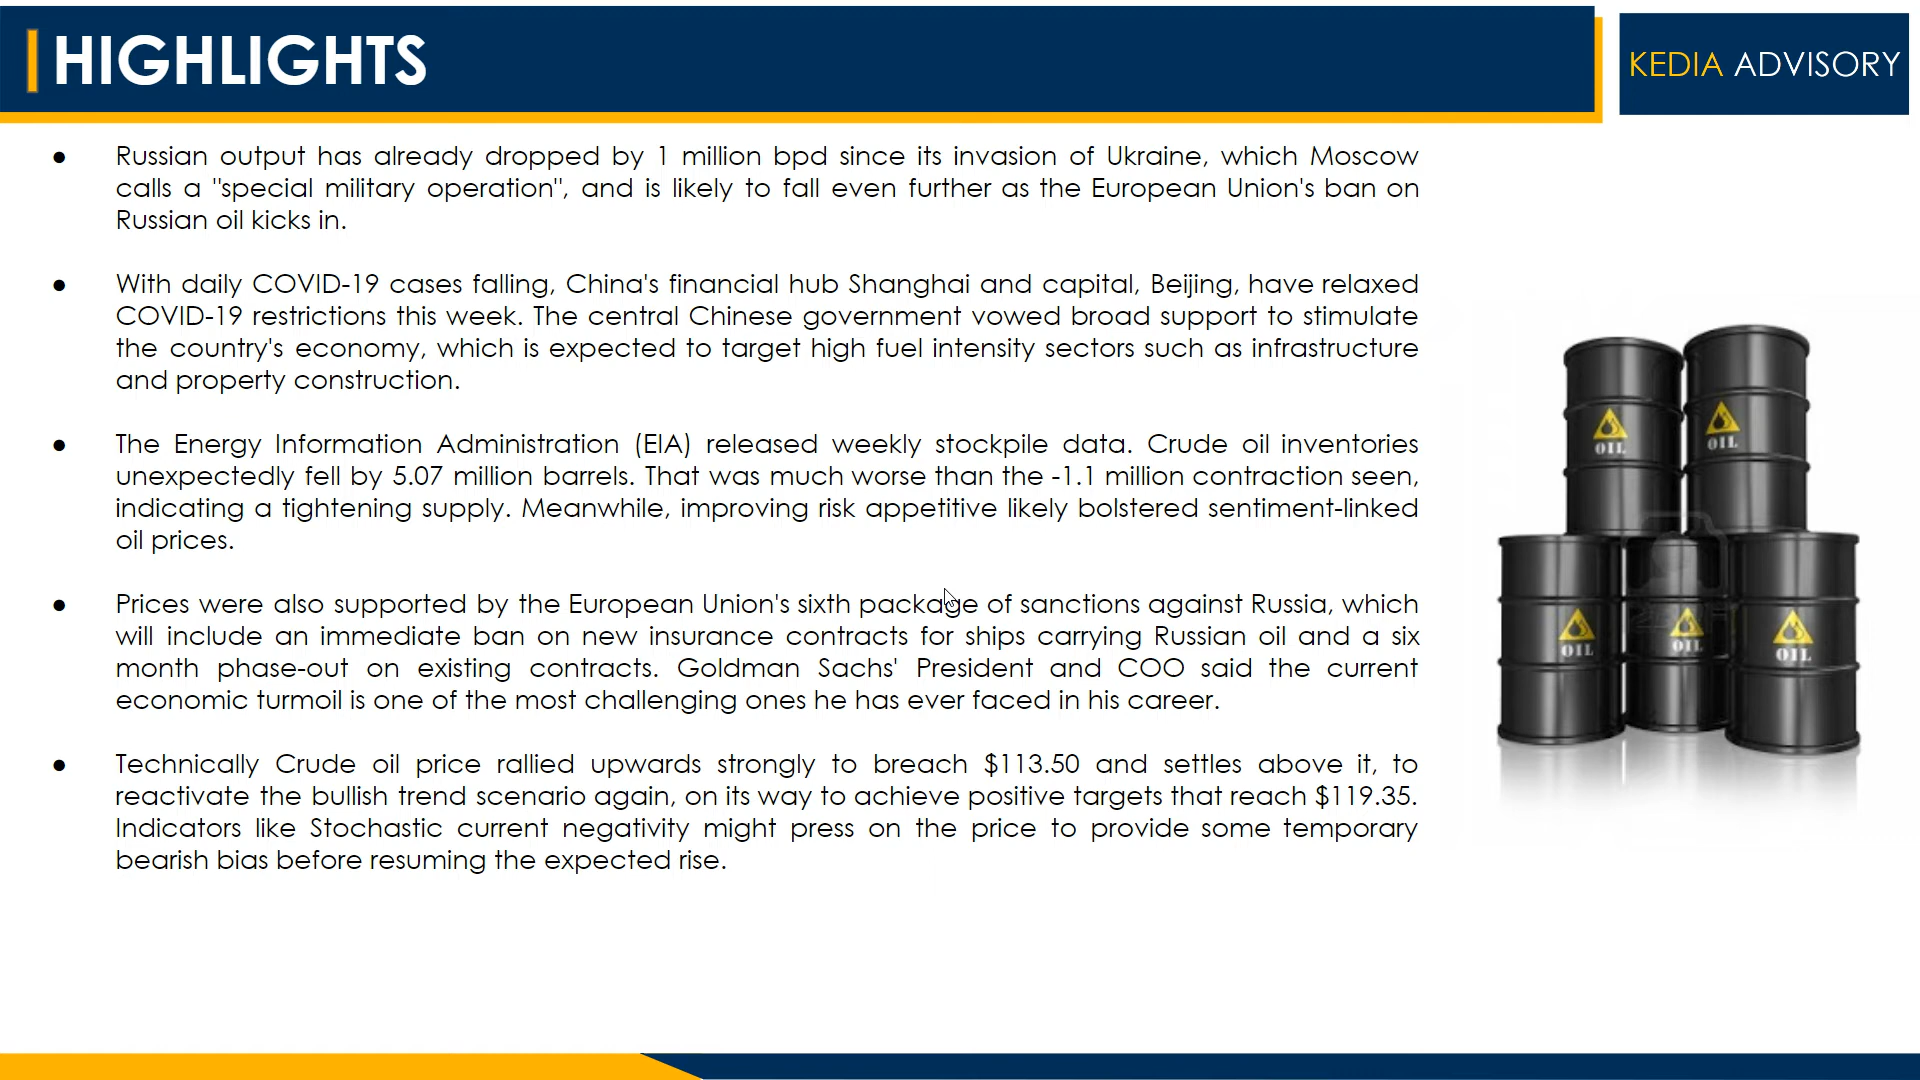 HIGHLIGHTS
KEDIA ADVISORY
● Russian output has already dropped by 1 million bpd since its invasion of Ukraine, which Moscow
calls a "special military operation", and is likely to fall even further as the European Union's ban on
Russian oil kicks in.
● With daily COVID-19 cases falling, China's financial hub Shanghai and capital, Beijing, have relaxed
COVID-19 restrictions this week. The central Chinese government vowed broad support to stimulate
the country's economy, which is expected to target high fuel intensity sectors such as infrastructure
and property construction.
● The Energy Information Administration (EIA) released weekly stockpile data. Crude oil inventories
unexpectedly fell by 5.07 million barrels. That was much worse than the -1.1 million contraction seen,
indicating a tightening supply. Meanwhile, improving risk appetitive likely bolstered sentiment-linked
oil prices.
● Prices were also supported by the European Union's sixth package of sanctions against Russia, which
will include an immediate ban on new insurance contracts for ships carrying Russian oil and a six
month phase-out on existing contracts. Goldman Sachs' President and COO said the current
economic turmoil is one of the most challenging ones he has ever faced in his career.
● Technically Crude oil price rallied upwards strongly to breach $113.50 and settles above it, to
reactivate the bullish trend scenario again, on its way to achieve positive targets that reach $119.35.
Indicators like Stochastic current negativity might press on the price to provide some temporary
bearish bias before resuming the expected rise.
OIL
OIL
OIL
OIL
OIL